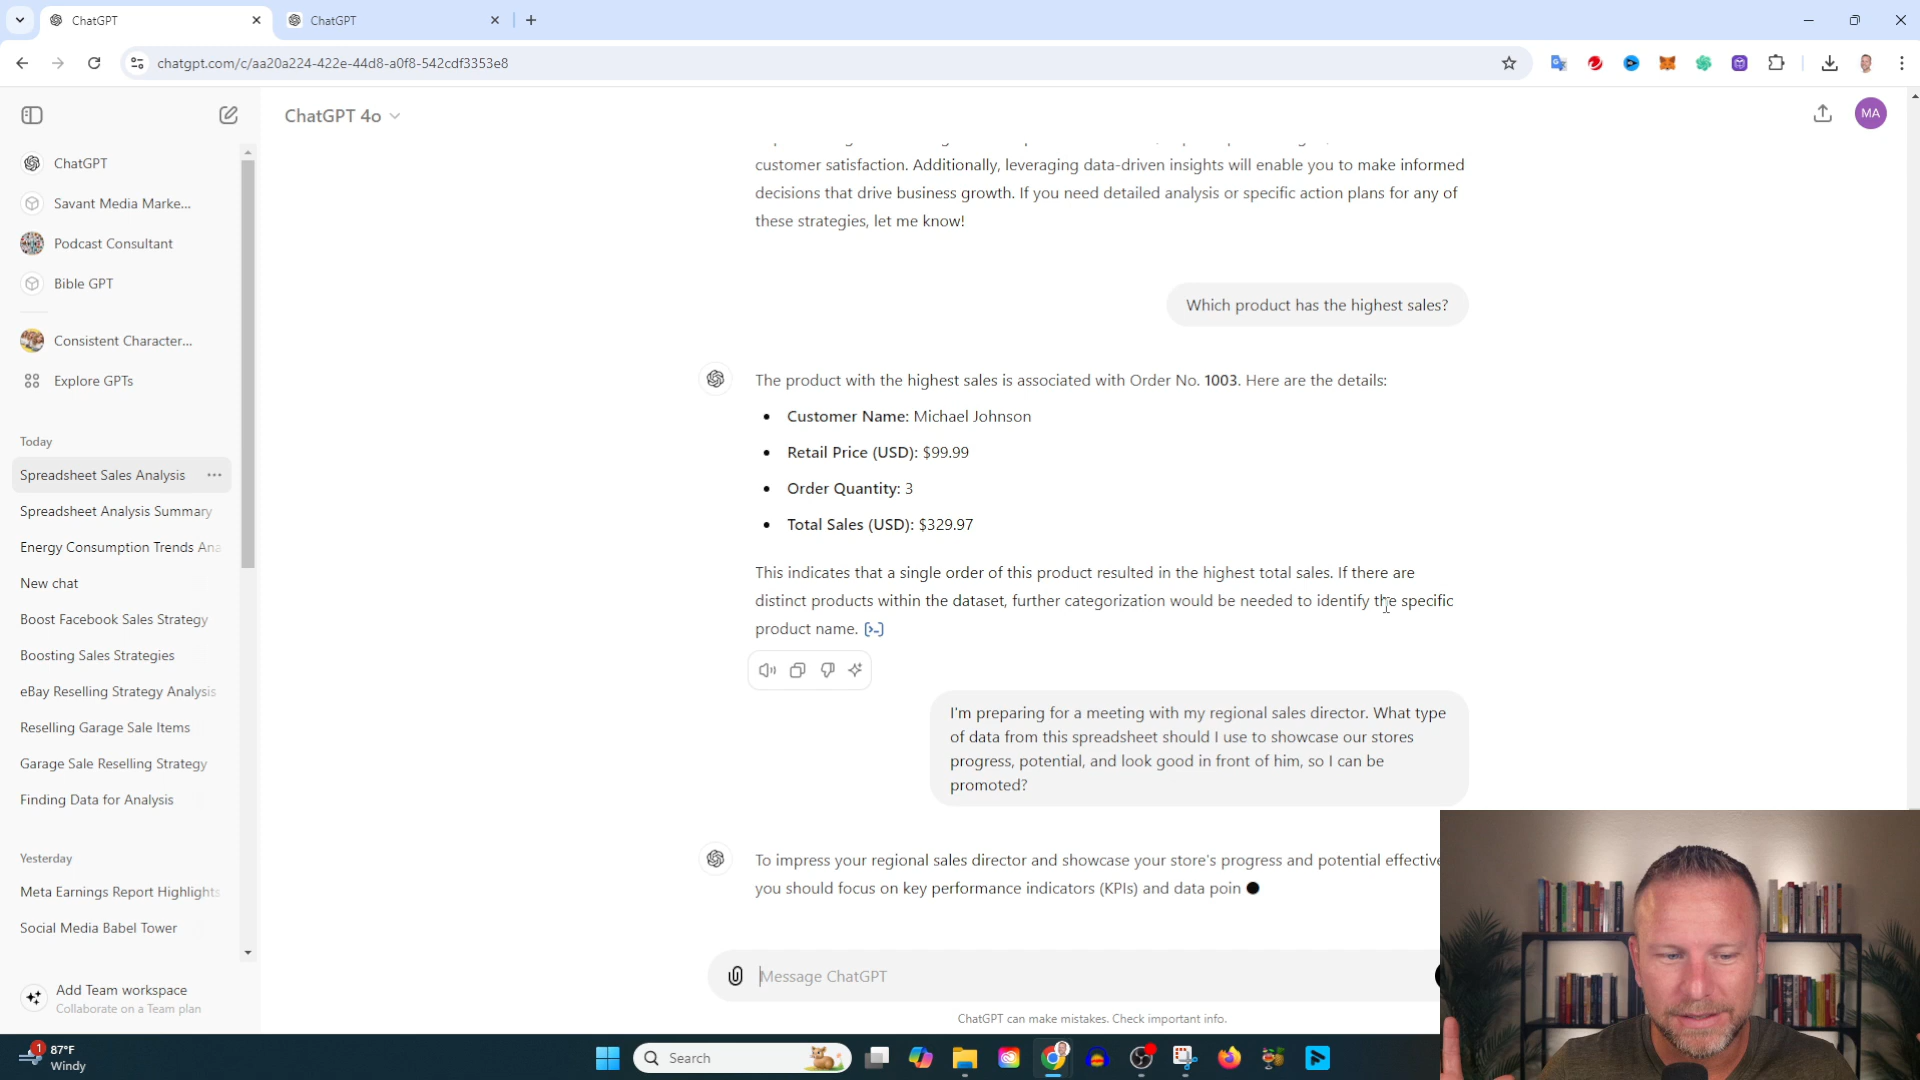 ChatGPT
ChatGPT
chatgpt.com/c/aa20a224-422e-44d8-a0f8-542cdf3353e8
ChatGPT 4o
MA
ChatGPT
Savant Media Marke...
Podcast Consultant
Bible GPT
Consistent Character...
Explore GPTs
Today
Spreadsheet Sales Analysis
Spreadsheet Analysis Summary
Energy Consumption Trends Ana
New chat
Boost Facebook Sales Strategy
Boosting Sales Strategies
eBay Reselling Strategy Analysis
Reselling Garage Sale Items
Garage Sale Reselling Strategy
Finding Data for Analysis
Yesterday
Meta Earnings Report Highlights
Social Media Babel Tower
Add Team workspace
Collaborate on a Team plan
customer satisfaction. Additionally, leveraging data-driven insights will enable you to make informed
decisions that drive business growth. If you need detailed analysis or specific action plans for any of
these strategies, let me know!
Which product has the highest sales?
The product with the highest sales is associated with Order No. 1003. Here are the details:
• Customer Name: Michael Johnson
• Retail Price (USD): $99.99
• Order Quantity: 3
• Total Sales (USD): $329.97
This indicates that a single order of this product resulted in the highest total sales. If there are
distinct products within the dataset, further categorization would be needed to identify the specific
product name. [>-]
I'm preparing for a meeting with my regional sales director. What type
of data from this spreadsheet should I use to showcase our stores
progress, potential, and look good in front of him, so I can be
promoted?
To impress your regional sales director and showcase your store's progress and potential effective
you should focus on key performance indicators (KPIs) and data poin
Message ChatGPT
ChatGPT can make mistakes. Check important info.
1
87°F
Windy
Search